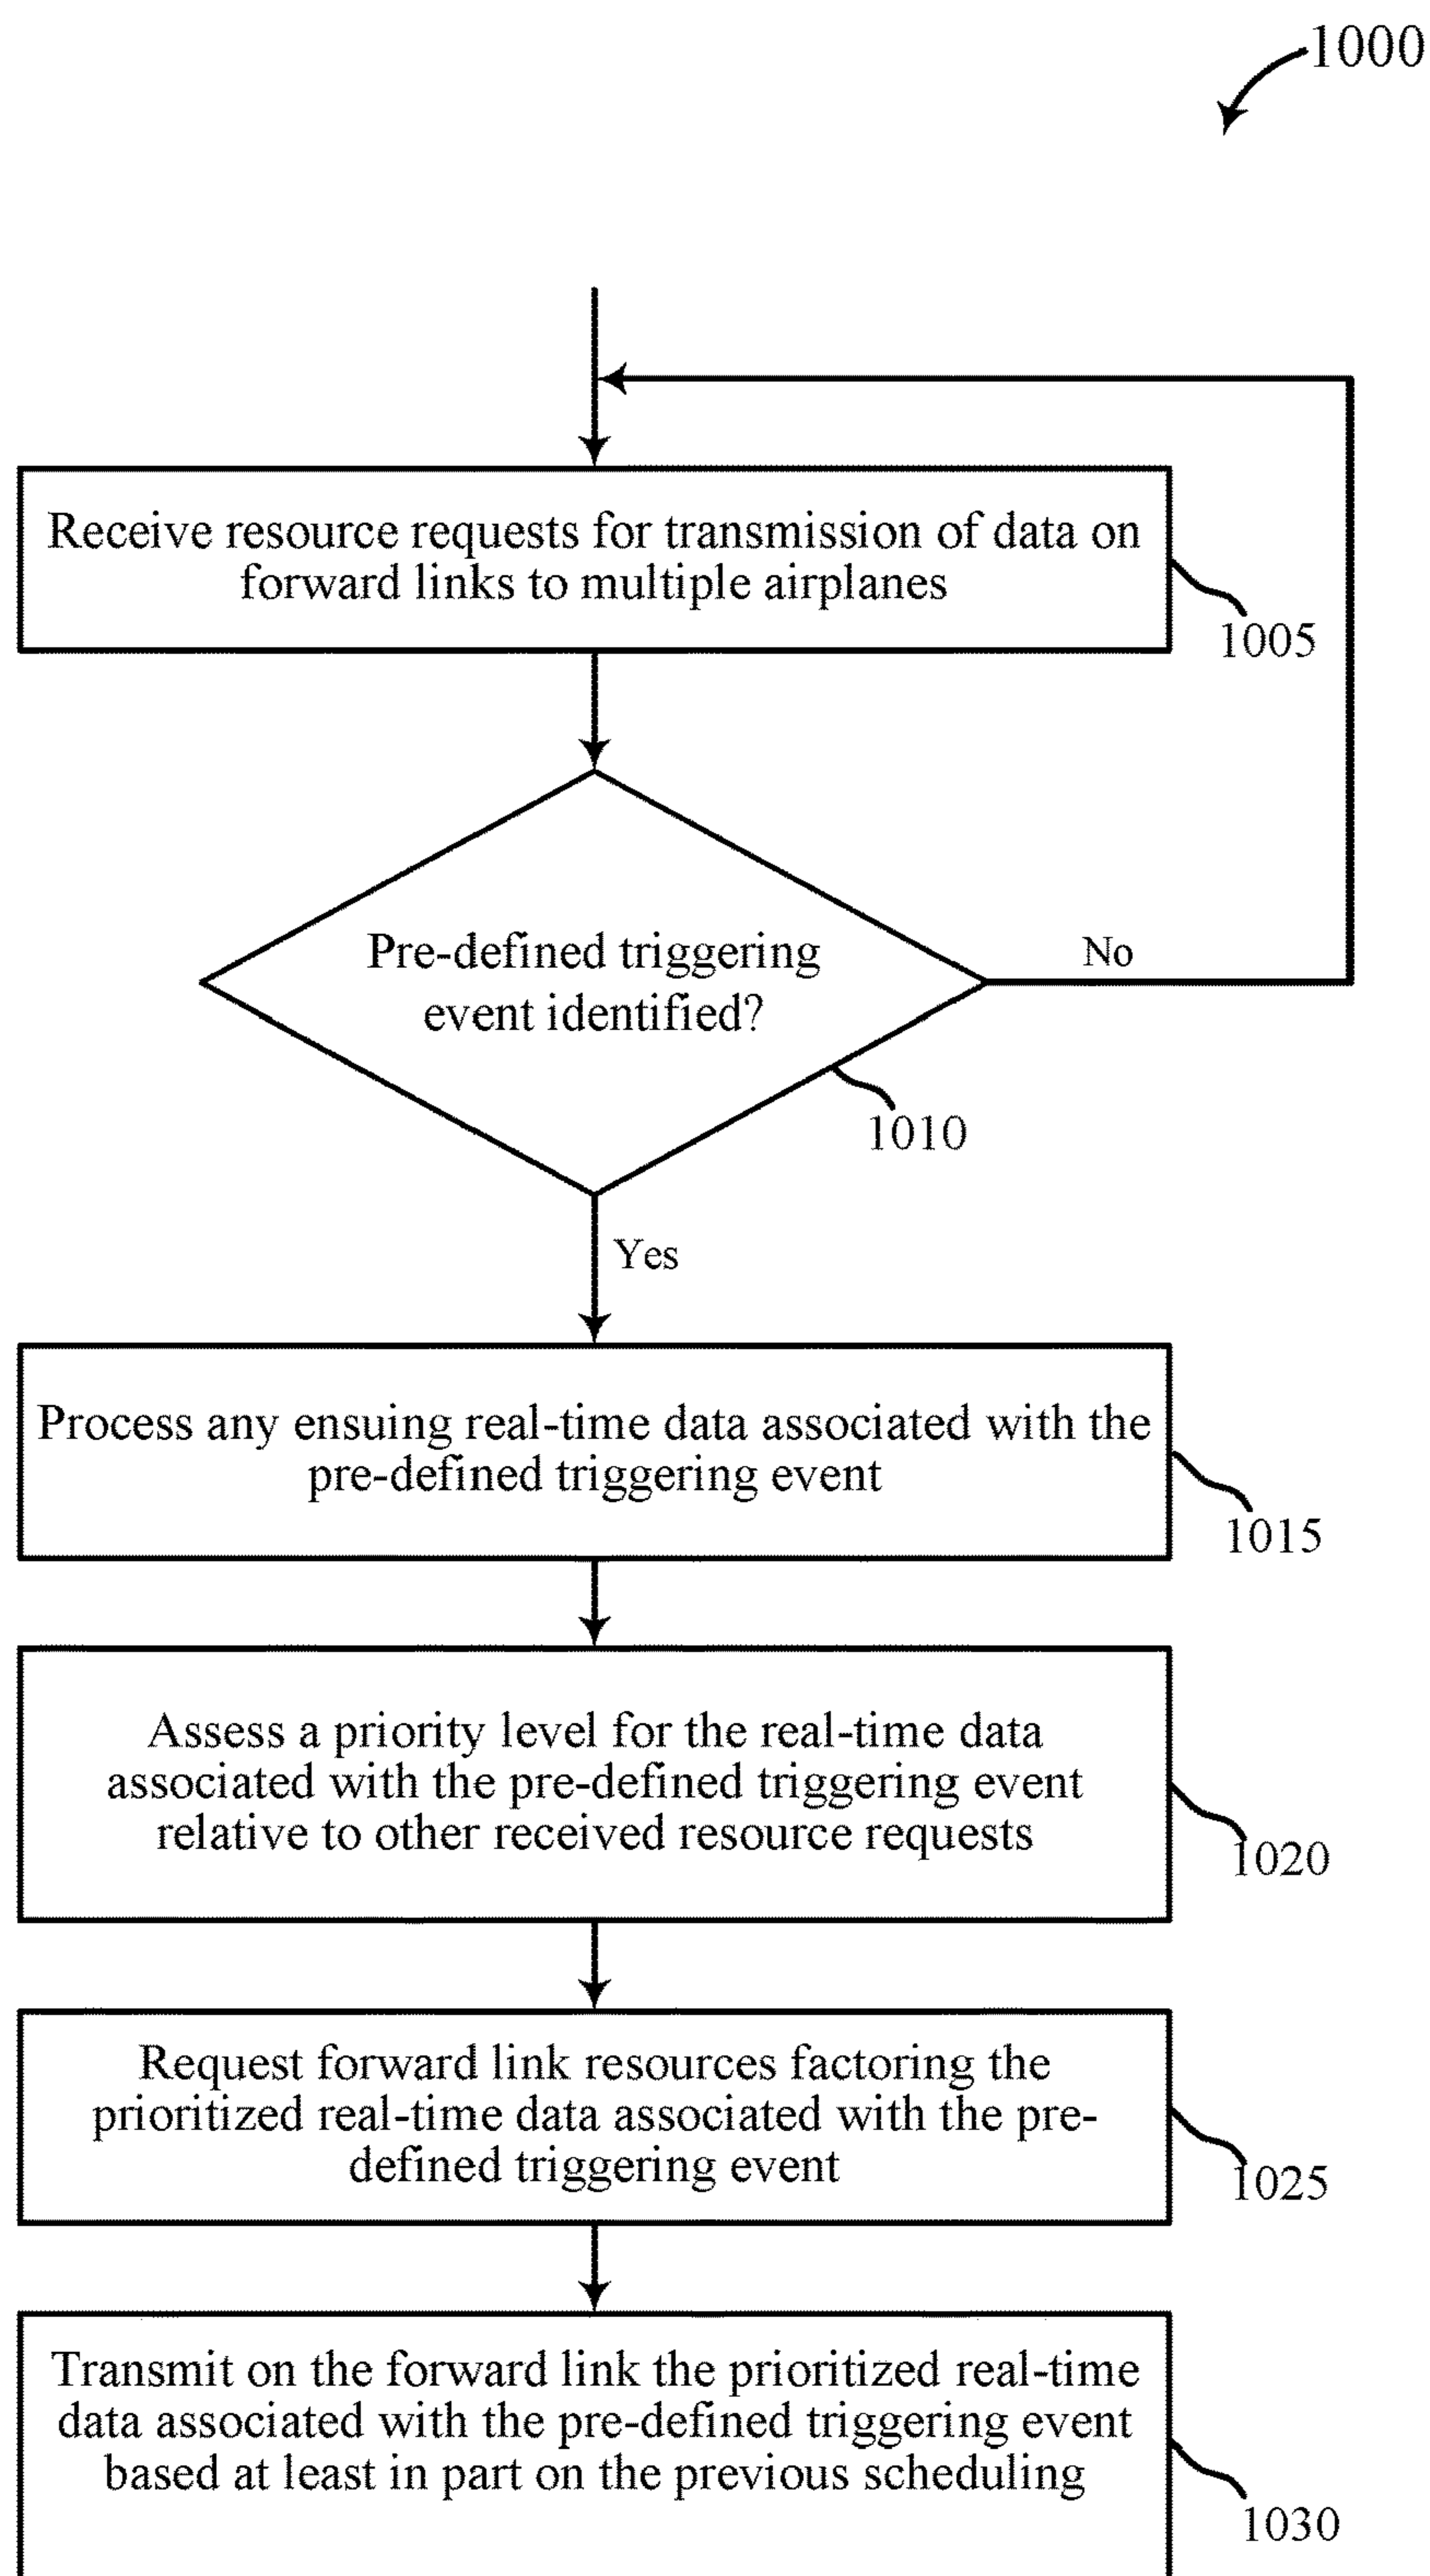 1000
Receive resource requests for transmission of data on
forward links to multiple airplanes
1005
Pre-defined triggering
event identified?
No
1010
Yes
Process any ensuing real-time data associated with the
pre-defined triggering event
1015
Assess a priority level for the real-time data
associated with the pre-defined triggering event
relative to other received resource requests
1020
Request forward link resources factoring the
prioritized real-time data associated with the pre-
defined triggering event
1025
Transmit on the forward link the prioritized real-time
data associated with the pre-defined triggering event
based at least in part on the previous scheduling
1030